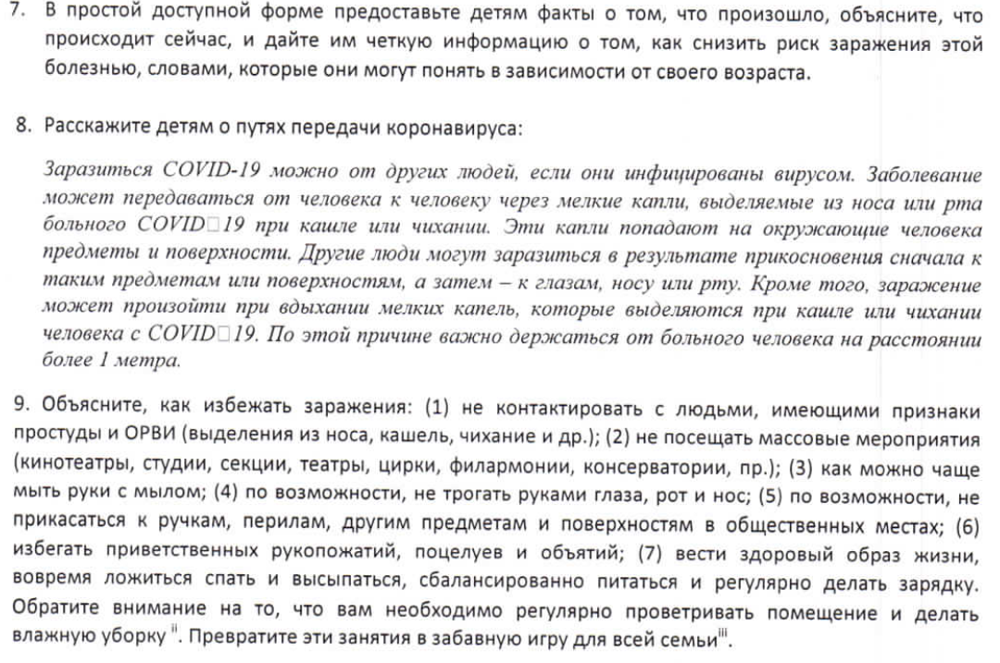 7. В простой доступной форме предоставьте детям факты о том, что произошло, объясните, что
происходит сейчас, и дайте им четкую информацию о том, как снизить риск заражения этой
болезнью, словами, которые они могут понять в зависимости от своего возраста.
8. Расскажите детям о путях передачи коронавируса:
Заразиться COVID-19 можно от других людей, если они инфицированы вирусом. Заболевание
может передаваться от человека к человеку через мелкие капли, выделяемые из носа или рта
больного COVID□19 при кашле или чихании. Эти капли попадают на окружающие человека
предметы и поверхности. Другие люди могут заразиться в результате прикосновения сначала к
таким предметам или поверхностям, а затем – к глазам, носу или рту. Кроме того, заражение
может произойти при вдыхании мелких капель, которые выделяются при кашле или чихании
человека с COVID□19. По этой причине важно держаться от больного человека на расстоянии
более 1 метра.
9. Объясните, как избежать заражения: (1) не контактировать с людьми, имеющими признаки
простуды и ОРВИ (выделения из носа, кашель, чихание и др.); (2) не посещать массовые мероприятия
(кинотеатры, студии, секции, театры, цирки, филармонии, консерватории, пр.); (3) как можно чаще
мыть руки с мылом; (4) по возможности, не трогать руками глаза, рот и нос; (5) по возможности, не
прикасаться к ручкам, перилам, другим предметам и поверхностям в общественных местах; (6)
избегать приветственных рукопожатий, поцелуев и объятий; (7) вести здоровый образ жизни,
вовремя ложиться спать и высыпаться, сбалансированно питаться и регулярно делать зарядку.
Обратите внимание на то, что вам необходимо регулярно проветривать помещение и делать
влажную уборку ii. Превратите эти занятия в забавную игру для всей семьиiii.